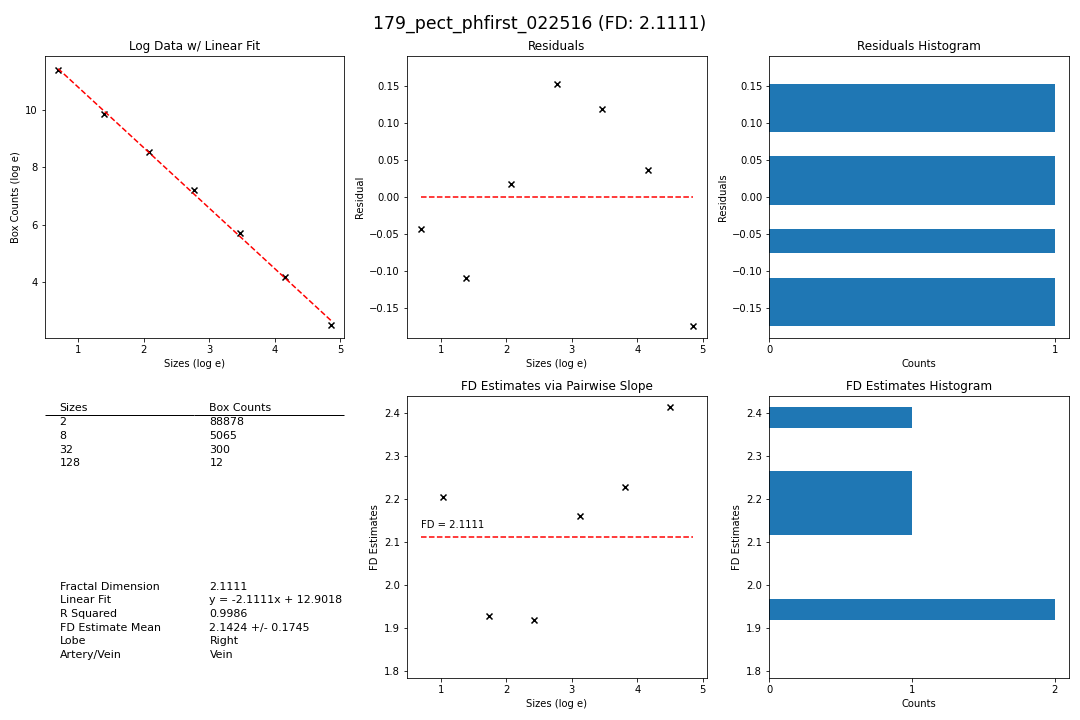 179_pect_phfirst_022516 (FD: 2.1111)
Log Data w/ Linear Fit
Box Counts (log e)
10
8
6
4
1 2 3 4 5
Sizes (log e)
Residuals
Residual
0.15
0.10
0.05
0.00
−0.05
−0.10
−0.15
1 2 3 4 5
Sizes (log e)
Residuals Histogram
Residuals
0.15
0.10
0.05
0.00
−0.05
−0.10
−0.15
0 1
Counts
Sizes Box Counts
2 88878
8 5065
32 300
128 12
Fractal Dimension 2.1111
Linear Fit y = -2.1111x + 12.9018
R Squared 0.9986
FD Estimate Mean 2.1424 +/- 0.1745
Lobe Right
Artery/Vein Vein
FD Estimates via Pairwise Slope
FD Estimates
2.4
2.3
2.2
2.1
2.0
1.9
1.8
FD = 2.1111
1 2 3 4 5
Sizes (log e)
FD Estimates Histogram
FD Estimates
2.4
2.3
2.2
2.1
2.0
1.9
1.8
0 1 2
Counts